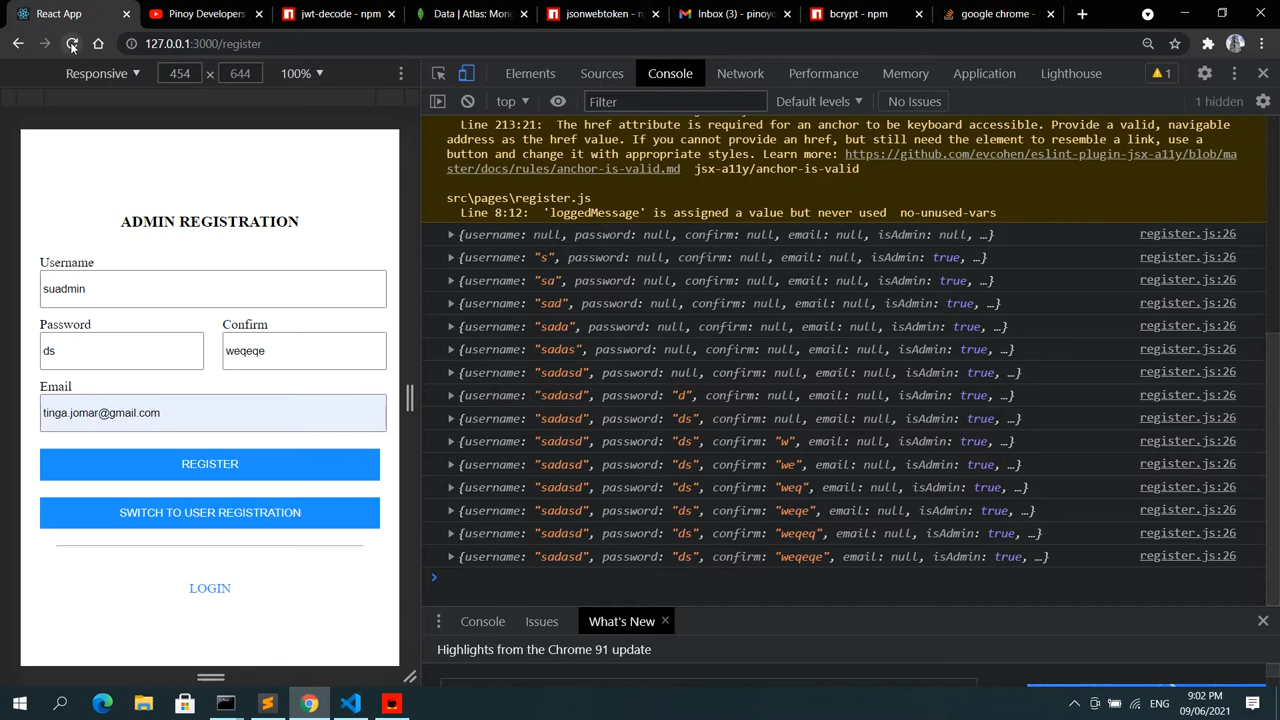 React App
Pinoy Developers
jwt-decode - npm
Data | Atlas: Mong
jsonwebtoken - n
Inbox (3) - pinoyd
bcrypt - npm
google chrome -
127.0.0.1:3000/register
Responsive 454 × 644 100%
Elements Sources Console Network Performance Memory Application Lighthouse 1
top Filter Default levels No Issues 1 hidden
Line 213:21: The href attribute is required for an anchor to be keyboard accessible. Provide a valid, navigable
address as the href value. If you cannot provide an href, but still need the element to resemble a link, use a
button and change it with appropriate styles. Learn more: https://github.com/evcohen/eslint-plugin-jsx-a11y/blob/ma
ster/docs/rules/anchor-is-valid.md jsx-a11y/anchor-is-valid
src\pages\register.js
Line 8:12: 'loggedMessage' is assigned a value but never used no-unused-vars
{username: null, password: null, confirm: null, email: null, isAdmin: null, …} register.js:26
{username: "s", password: null, confirm: null, email: null, isAdmin: true, …} register.js:26
{username: "sa", password: null, confirm: null, email: null, isAdmin: true, …} register.js:26
{username: "sad", password: null, confirm: null, email: null, isAdmin: true, …} register.js:26
{username: "sada", password: null, confirm: null, email: null, isAdmin: true, …} register.js:26
{username: "sadas", password: null, confirm: null, email: null, isAdmin: true, …} register.js:26
{username: "sadasd", password: null, confirm: null, email: null, isAdmin: true, …} register.js:26
{username: "sadasd", password: "d", confirm: null, email: null, isAdmin: true, …} register.js:26
{username: "sadasd", password: "ds", confirm: null, email: null, isAdmin: true, …} register.js:26
{username: "sadasd", password: "ds", confirm: "w", email: null, isAdmin: true, …} register.js:26
{username: "sadasd", password: "ds", confirm: "we", email: null, isAdmin: true, …} register.js:26
{username: "sadasd", password: "ds", confirm: "weq", email: null, isAdmin: true, …} register.js:26
{username: "sadasd", password: "ds", confirm: "weqe", email: null, isAdmin: true, …} register.js:26
{username: "sadasd", password: "ds", confirm: "weqeq", email: null, isAdmin: true, …} register.js:26
{username: "sadasd", password: "ds", confirm: "weqeqe", email: null, isAdmin: true, …} register.js:26
Console Issues What's New
Highlights from the Chrome 91 update
ADMIN REGISTRATION
Username
suadmin
Password Confirm
ds weqeqe
Email
tinga.jomar@gmail.com
REGISTER
SWITCH TO USER REGISTRATION
LOGIN
ENG
9:02 PM
09/06/2021